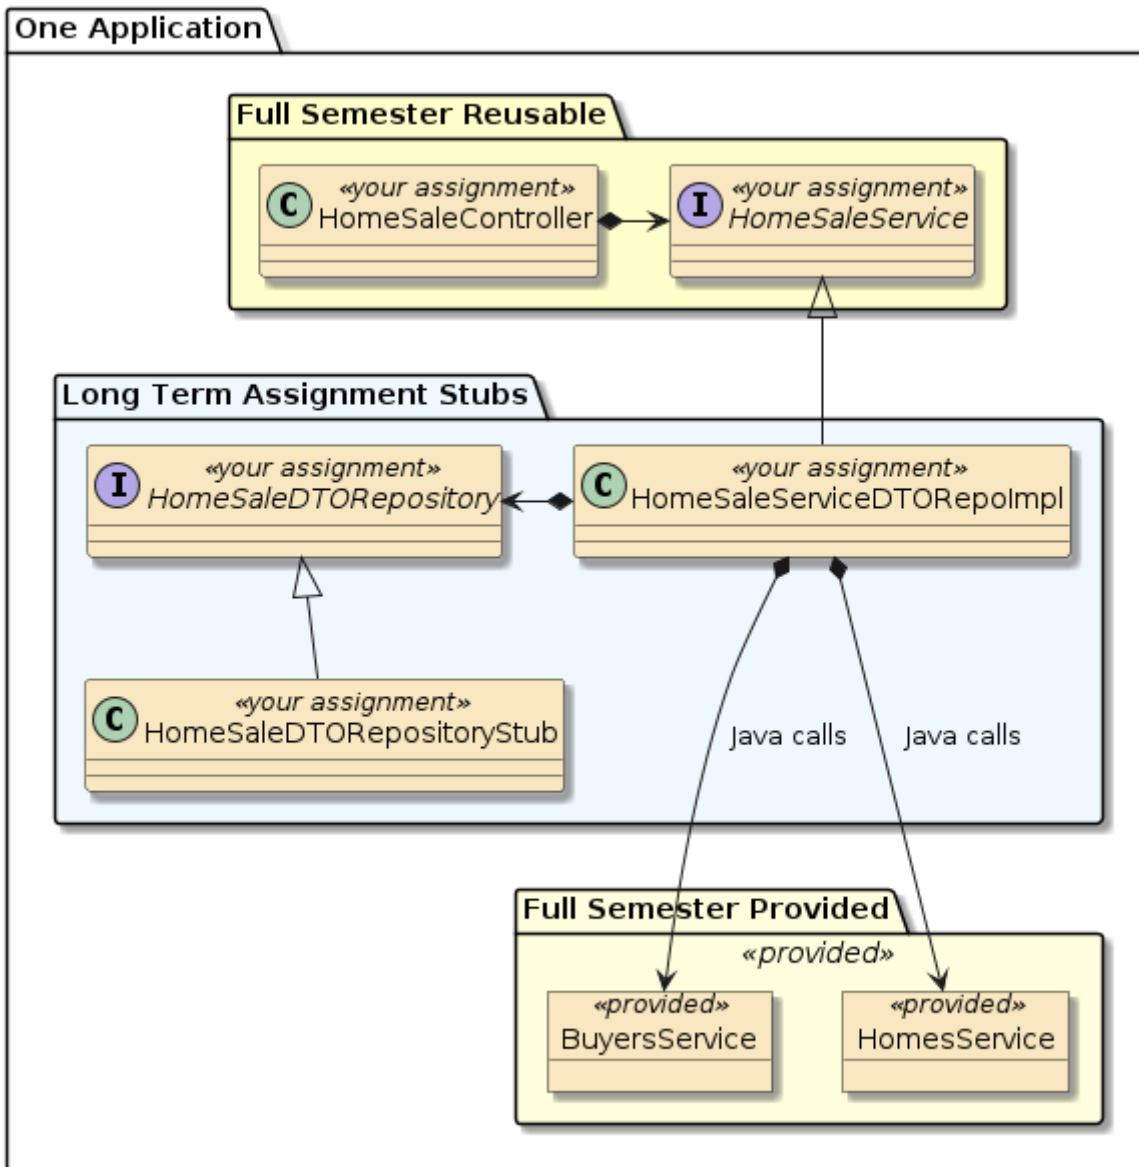 One Application
Full Semester Reusable
C
«your assignment»
HomeSaleController
I
«your assignment»
HomeSaleService
Long Term Assignment Stubs
I
«your assignment»
HomeSaleDTORepository
C
«your assignment»
HomeSaleServiceDTORepoImpl
C
«your assignment»
HomeSaleDTORepositoryStub
Java calls
Java calls
Full Semester Provided
«provided»
«provided»
BuyersService
«provided»
HomesService